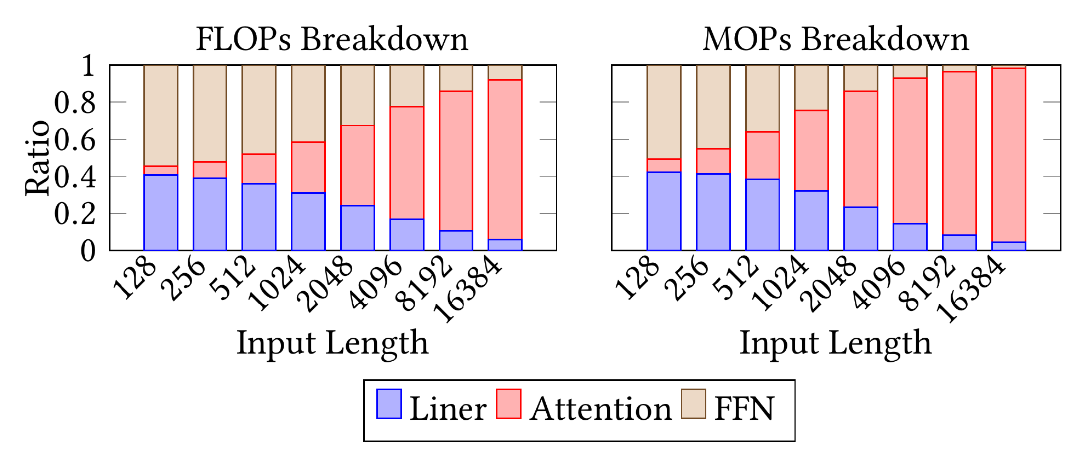 FLOPs Breakdown
MOPs Breakdown
Ratio
1
0.8
0.6
0.4
0.2
0
128 256 512 1024 2048 4096 8192 16384
128 256 512 1024 2048 4096 8192 16384
Input Length
Input Length
Liner Attention FFN